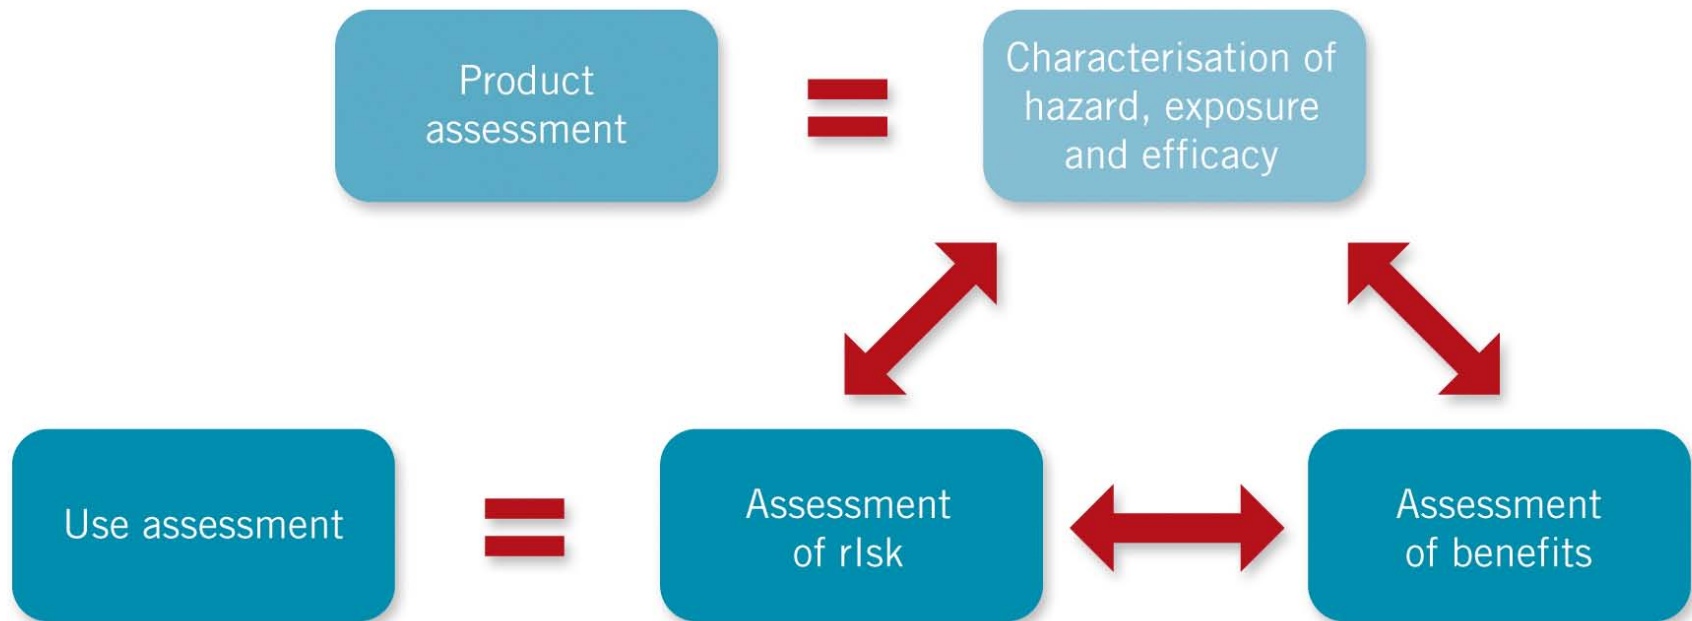 Product
assessment
Characterisation of
hazard, exposure
and efficacy
Use assessment
Assessment
of rIsk
Assessment
of benefits